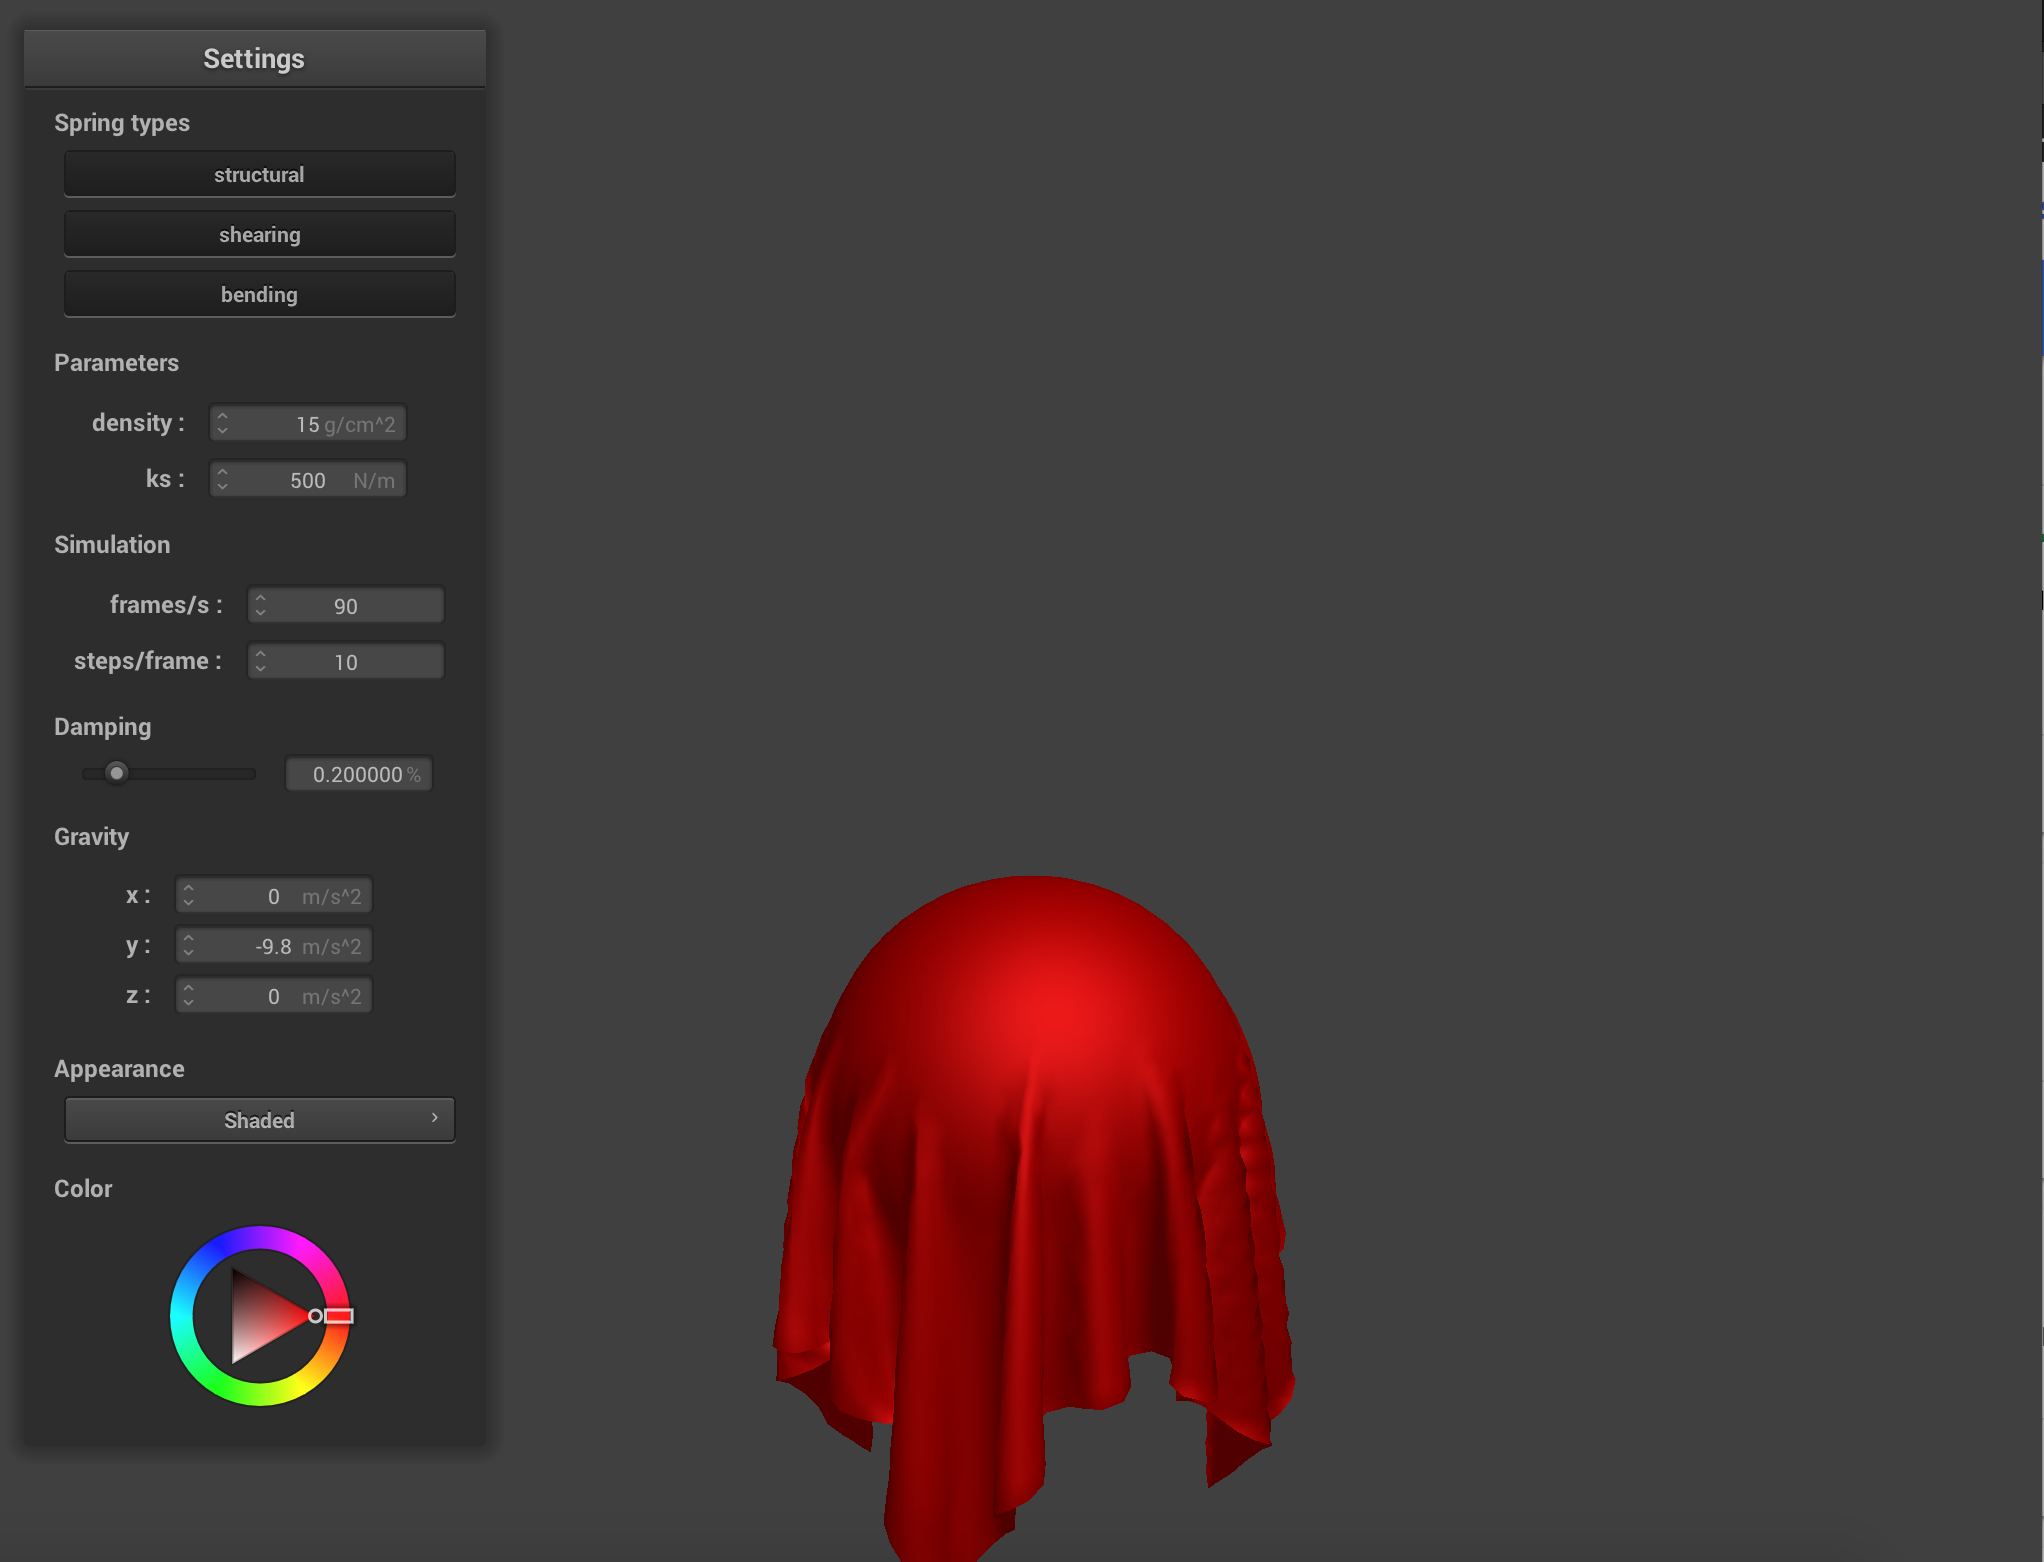 Settings
Spring types
structural
shearing
bending
Parameters
density : 15 g/cm^2
ks : 500 N/m
Simulation
frames/s : 90
steps/frame : 10
Damping
0.200000 %
Gravity
x : 0 m/s^2
y : -9.8 m/s^2
z : 0 m/s^2
Appearance
Shaded
Color